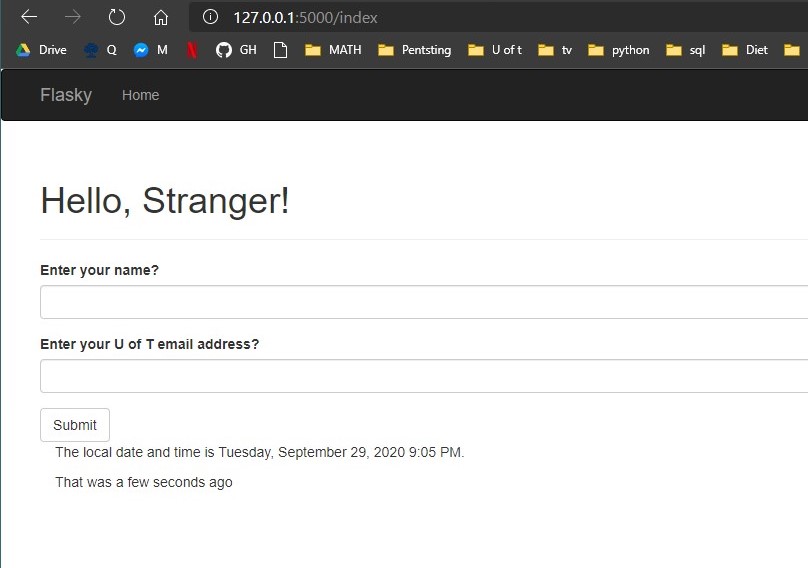 127.0.0.1:5000/index
Drive Q M GH MATH Pentsting U of t tv python sql Diet
Flasky Home
Hello, Stranger!
Enter your name?
Enter your U of T email address?
Submit
The local date and time is Tuesday, September 29, 2020 9:05 PM.
That was a few seconds ago